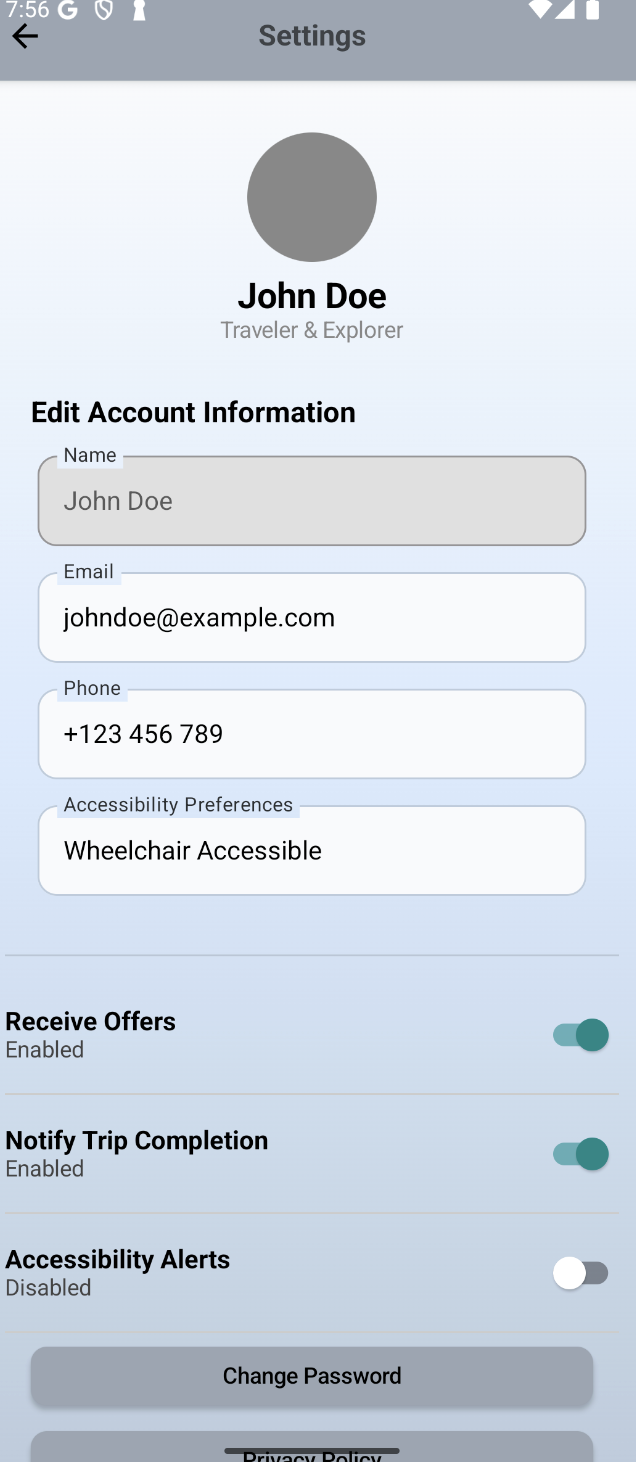 7:56
Settings
John Doe
Traveler & Explorer
Edit Account Information
Name
John Doe
Email
johndoe@example.com
Phone
+123 456 789
Accessibility Preferences
Wheelchair Accessible
Receive Offers
Enabled
Notify Trip Completion
Enabled
Accessibility Alerts
Disabled
Change Password
Privacy Policy